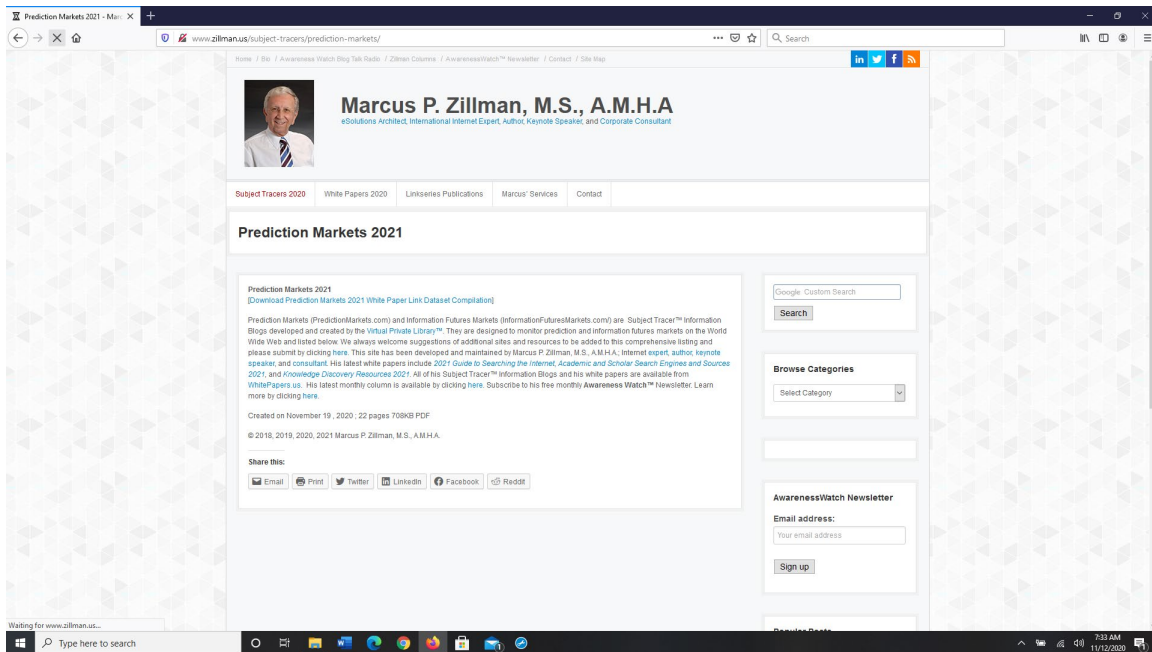 Prediction Markets 2021 - Marc
www.zillman.us/subject-tracers/prediction-markets/
Search
Home / Bio / Awareness Watch Blog Talk Radio / Zillman Columns / AwarenessWatch™ Newsletter / Contact / Site Map
Marcus P. Zillman, M.S., A.M.H.A
eSolutions Architect, International Internet Expert, Author, Keynote Speaker, and Corporate Consultant
Subject Tracers 2020 White Papers 2020 Linkseries Publications Marcus' Services Contact
Prediction Markets 2021
Prediction Markets 2021
[Download Prediction Markets 2021 White Paper Link Dataset Compilation]
Prediction Markets (PredictionMarkets.com) and Information Futures Markets (InformationFuturesMarkets.com/) are Subject Tracer™ Information
Blogs developed and created by the Virtual Private Library™. They are designed to monitor prediction and information futures markets on the World
Wide Web and listed below. We always welcome suggestions of additional sites and resources to be added to this comprehensive listing and
please submit by clicking here. This site has been developed and maintained by Marcus P. Zillman, M.S., A.M.H.A.; Internet expert, author, keynote
speaker, and consultant. His latest white papers include 2021 Guide to Searching the Internet, Academic and Scholar Search Engines and Sources
2021, and Knowledge Discovery Resources 2021. All of his Subject Tracer™ Information Blogs and his white papers are available from
WhitePapers.us. His latest monthly column is available by clicking here. Subscribe to his free monthly Awareness Watch™ Newsletter. Learn
more by clicking here.
Created on November 19 , 2020 ; 22 pages 708KB PDF
© 2018, 2019, 2020, 2021 Marcus P. Zillman, M.S., A.M.H.A.
Share this:
Email Print Twitter LinkedIn Facebook Reddit
Google Custom Search
Search
Browse Categories
Select Category
AwarenessWatch Newsletter
Email address:
Your email address
Sign up
Waiting for www.zillman.us...
Type here to search
7:33 AM
11/12/2020